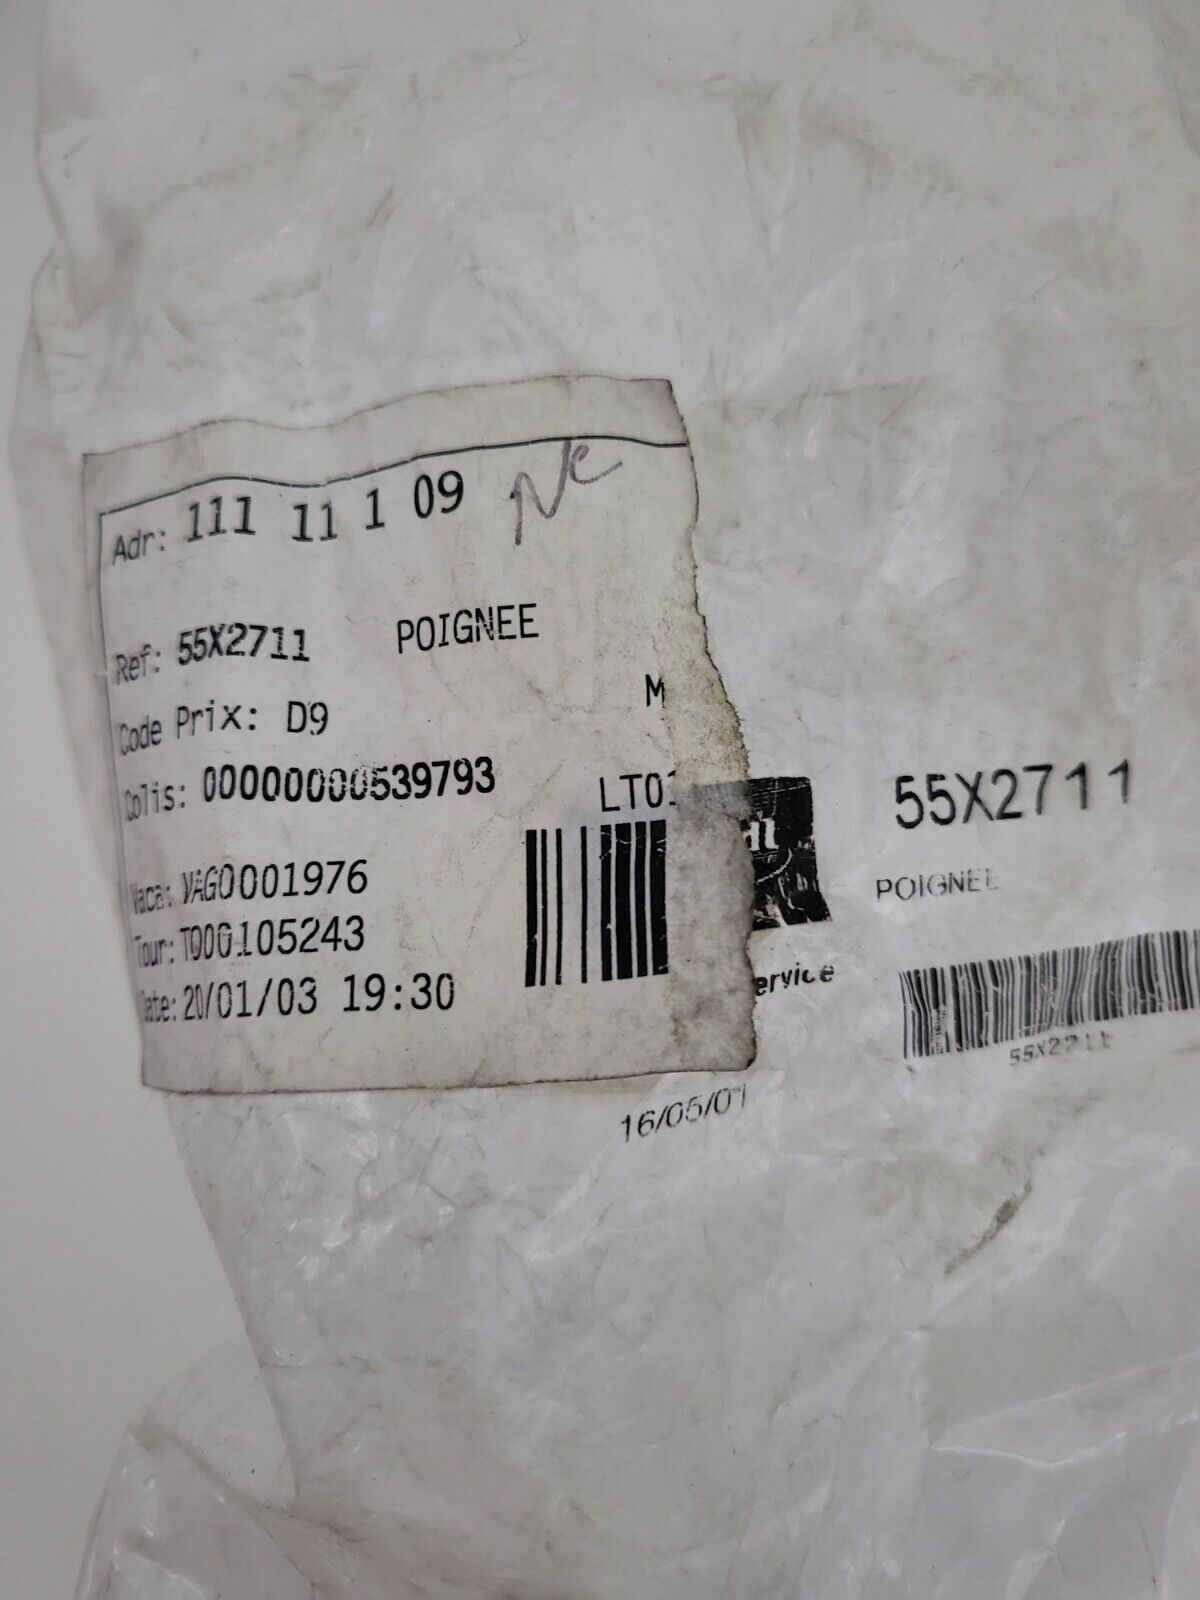 Adr: 111 11 1 09
Ref: 55X2711 POIGNEE
Code Prix: D9 M
Colis: 00000000539793
LT01
Vaca: VAG0001976
Tour: T000105243
Date: 20/01/03 19:30
55X2711
POIGNEE
ervice
55X2711
16/05/01